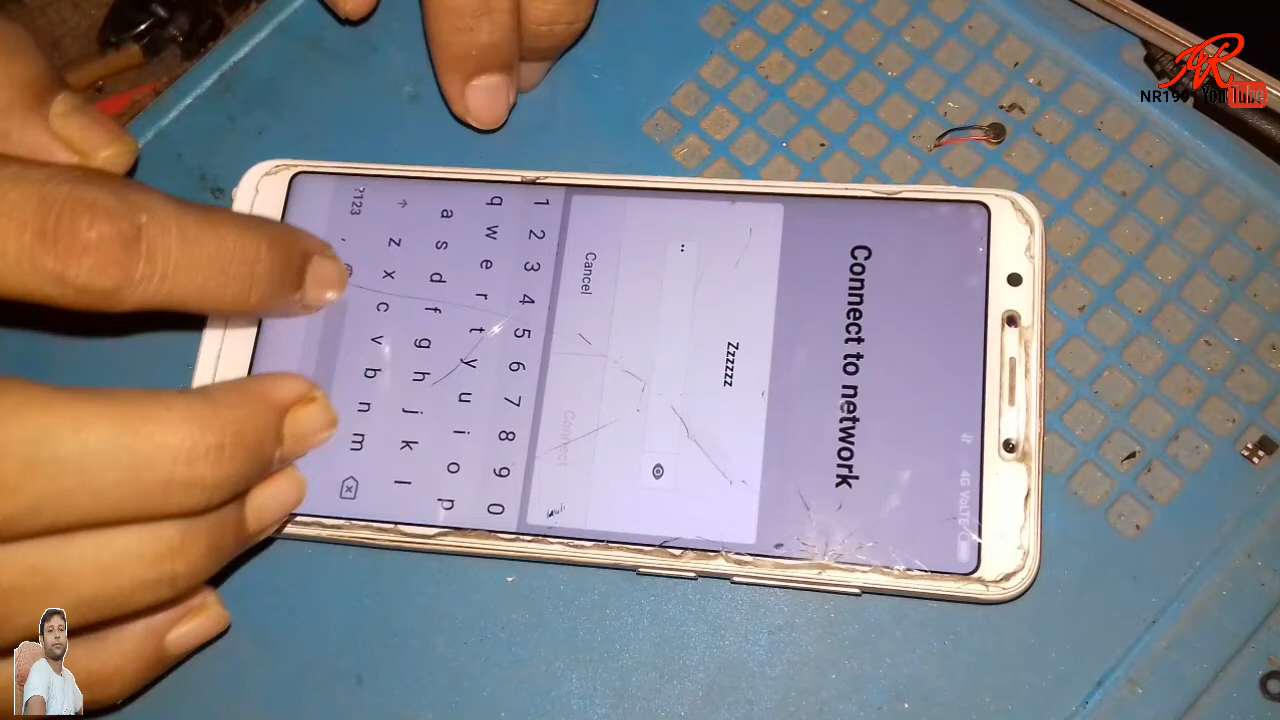 NR
YouTube
4G VoLTE
Connect to network
Zzzzzz
••
Cancel
Connect
1 2 3 4 5 6 7 8 9 0
q w e r t y u i o p
a s d f g h j k l
z x c v b n m
?123 ,